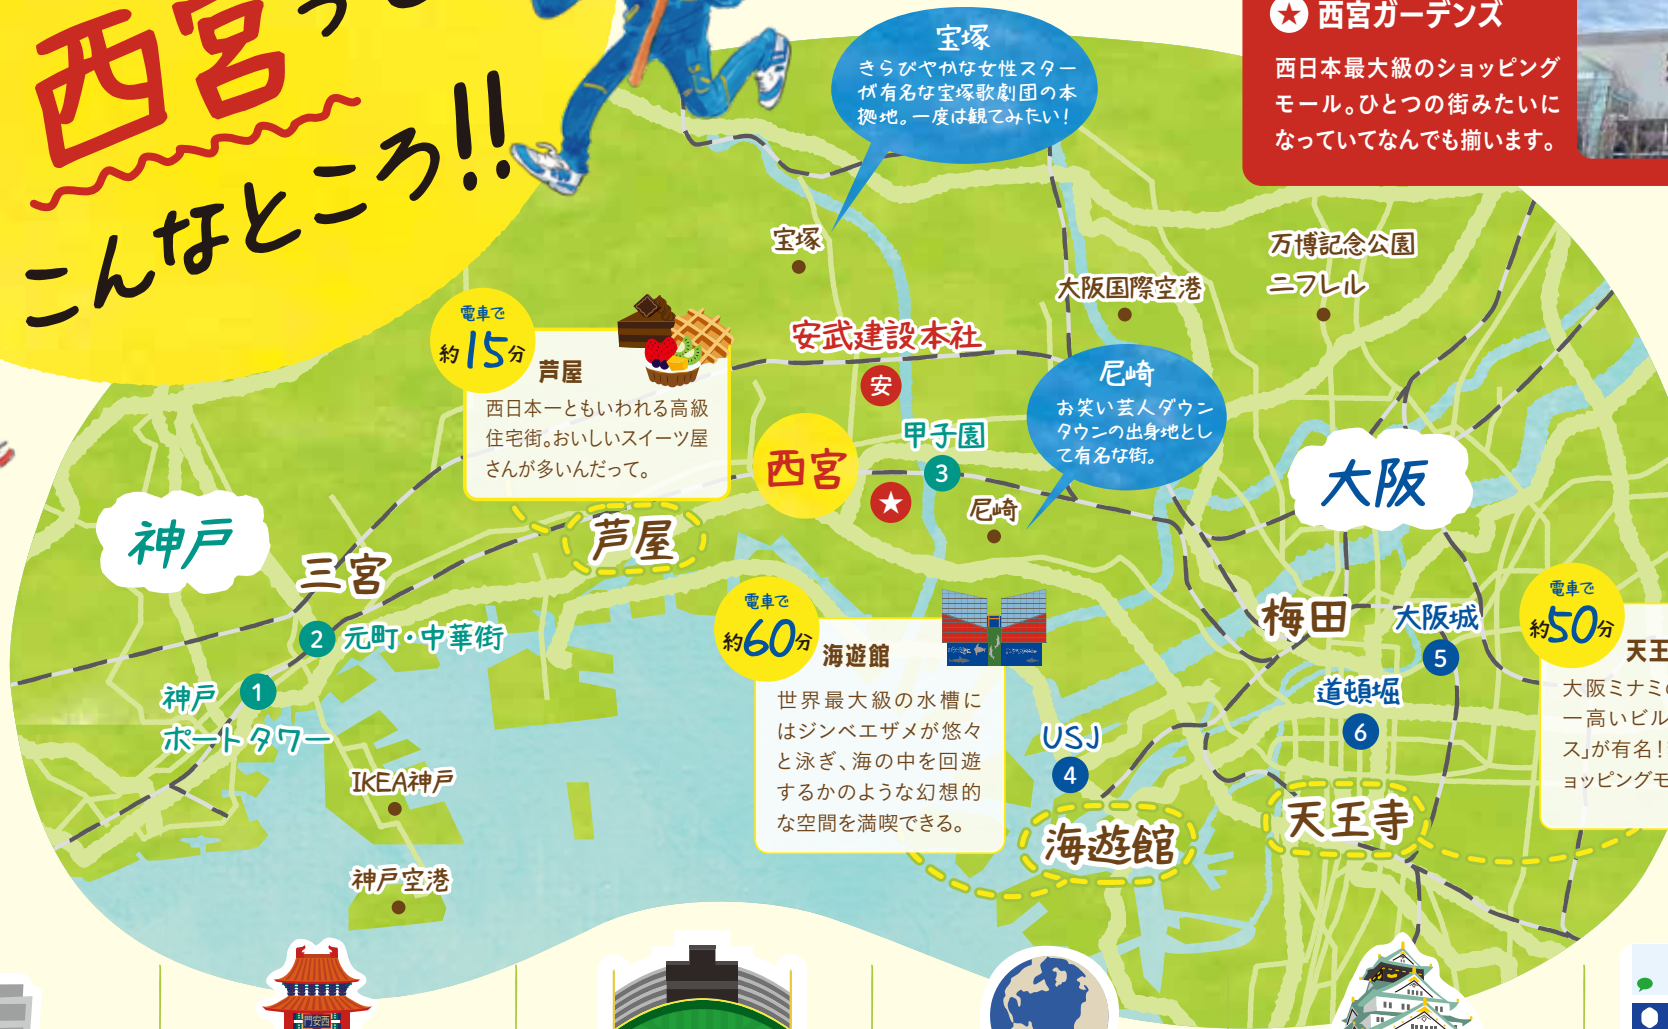 西宮
こんなところ!!
宝塚
きらびやかな女性スター
が有名な宝塚歌劇団の本
拠地。一度は観てみたい!
西宮ガーデンズ
西日本最大級のショッピング
モール。ひとつの街みたいに
なっていてなんでも揃います。
宝塚
万博記念公園
ニフレル
大阪国際空港
安武建設本社
安
電車で
約15分
芦屋
西日本一ともいわれる高級
住宅街。おいしいスイーツ屋
さんが多いんだって。
尼崎
お笑い芸人ダウン
タウンの出身地とし
て有名な街。
西宮
甲子園
3
尼崎
大阪
神戸
芦屋
三宮
2 元町・中華街
神戸
ポートタワー
1
IKEA神戸
神戸空港
電車で
約60分
海遊館
世界最大級の水槽に
はジンベエザメが悠々
と泳ぎ、海の中を回遊
するかのような幻想的
な空間を満喫できる。
USJ
4
海遊館
梅田
大阪城
5
道頓堀
6
天王寺
電車で
約50分
天王
大阪ミナミ
一高いビル
ス」が有名!
ョッピングモ
門安西